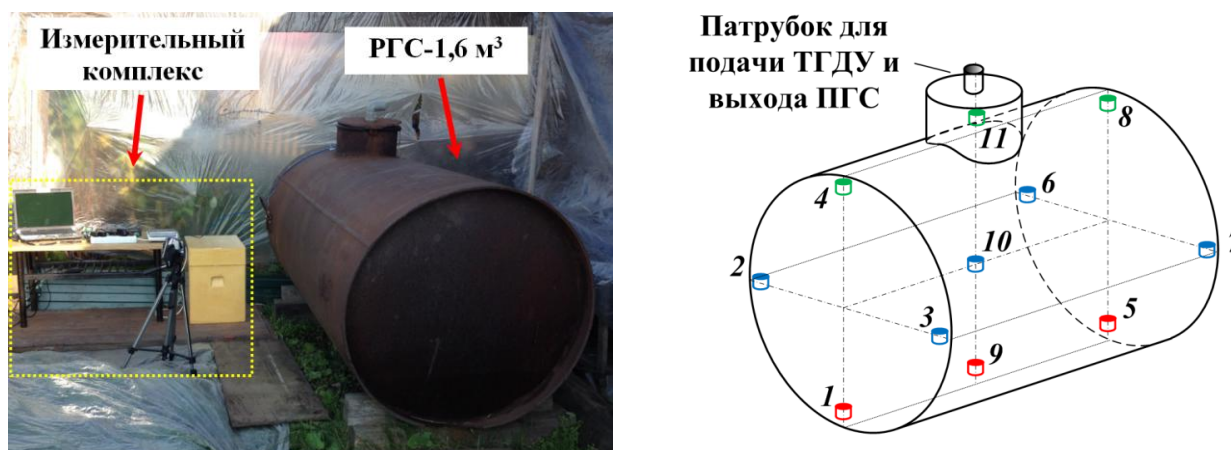 Измерительный
комплекс
РГС-1,6 м³
Патрубок для
подачи ТГДУ и
выхода ПГС
8
11
4
6
10
2
3
5
9
1